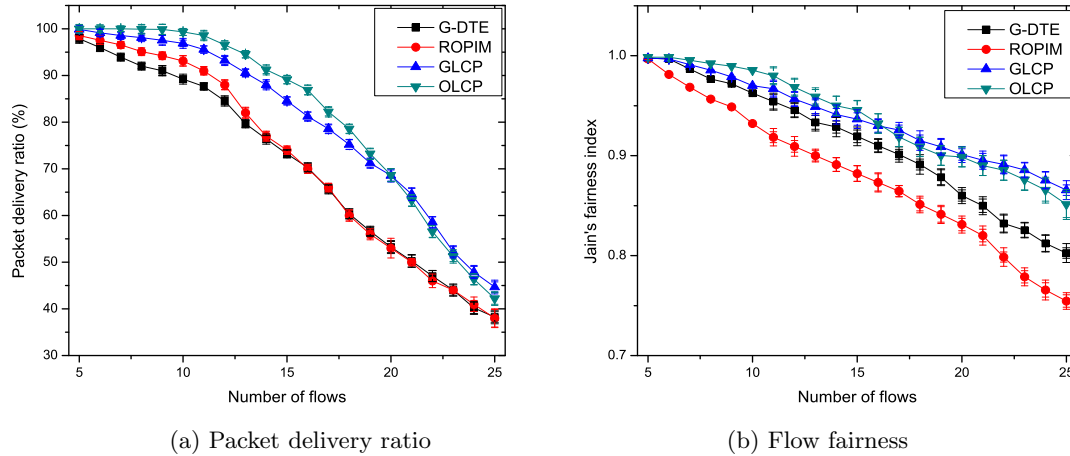 G-DTE
ROPIM
GLCP
OLCP
100
90
80
70
60
50
40
30
5
10
15
20
25
Packet delivery ratio (%)
Number of flows
(a) Packet delivery ratio
G-DTE
ROPIM
GLCP
OLCP
1.0
0.9
0.8
0.7
5
10
15
20
25
Jain's fairness index
Number of flows
(b) Flow fairness